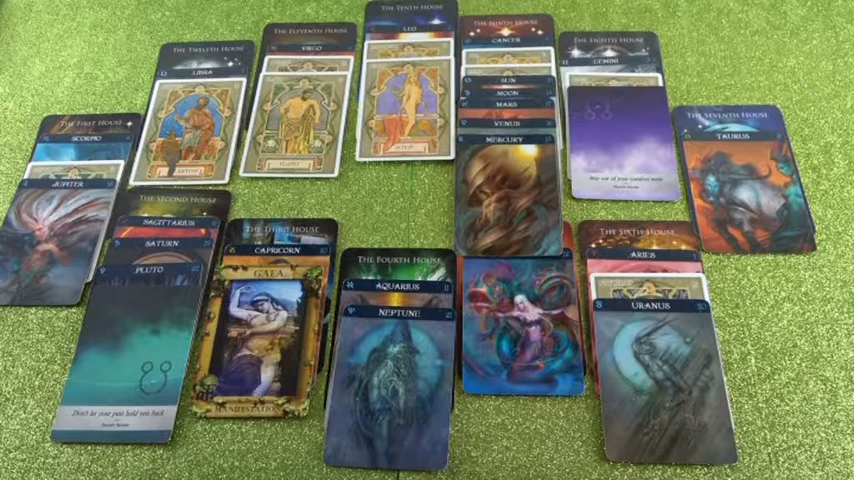 THE TENTH HOUSE
LEO
THE NINTH HOUSE
CANCER
SUN
MOON
MARS
VENUS
MERCURY
THE ELEVENTH HOUSE
VIRGO
PLUTO
THE EIGHTH HOUSE
GEMINI
THE TWELFTH HOUSE
LIBRA
THE SEVENTH HOUSE
TAURUS
THE FIRST HOUSE
SCORPIO
JUPITER
THE SECOND HOUSE
SAGITTARIUS
SATURN
PLUTO
Don't let your past hold you back
THE THIRD HOUSE
CAPRICORN
GAEA
MANIFESTATION
THE FOURTH HOUSE
AQUARIUS
NEPTUNE
THE SIXTH HOUSE
ARIES
URANUS